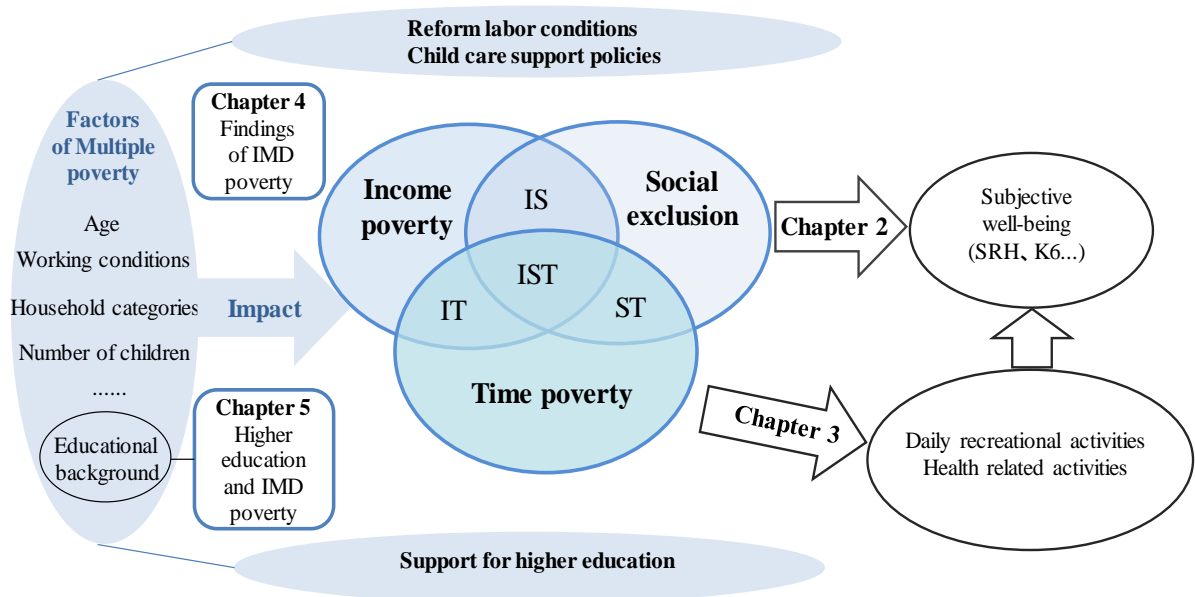 Reform labor conditions
Child care support policies
Factors
of Multiple
poverty
Age
Working conditions
Household categories
Number of children
......
Educational
background
Chapter 4
Findings
of IMD
poverty
Impact
Chapter 5
Higher
education
and IMD
poverty
Income
poverty
IS
Social
exclusion
IST
IT
ST
Time poverty
Chapter 2
Subjective
well-being
(SRH、K6...)
Chapter 3
Daily recreational activities
Health related activities
Support for higher education